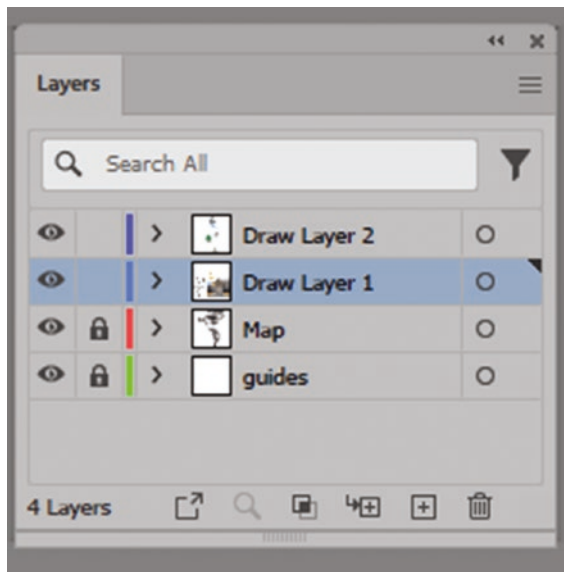 Layers
Search All
Draw Layer 2
Draw Layer 1
Map
guides
4 Layers